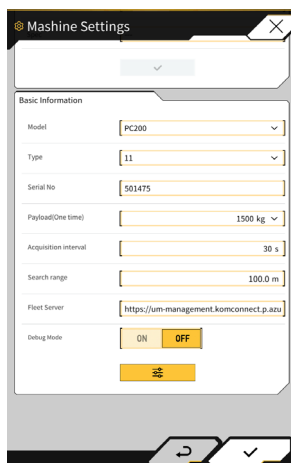 Mashine Settings
Basic Information
Model
PC200
Type
11
Serial No
501475
Payload(One time)
1500 kg
Acquisition interval
30 s
Search range
100.0 m
Fleet Server
https://um-management.komconnect.p.azu
Debug Mode
ON OFF